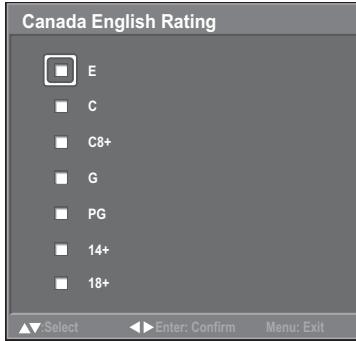 Canada English Rating
E
C
C8+
G
PG
14+
18+
▲▼:Select ◀▶Enter: Confirm Menu: Exit